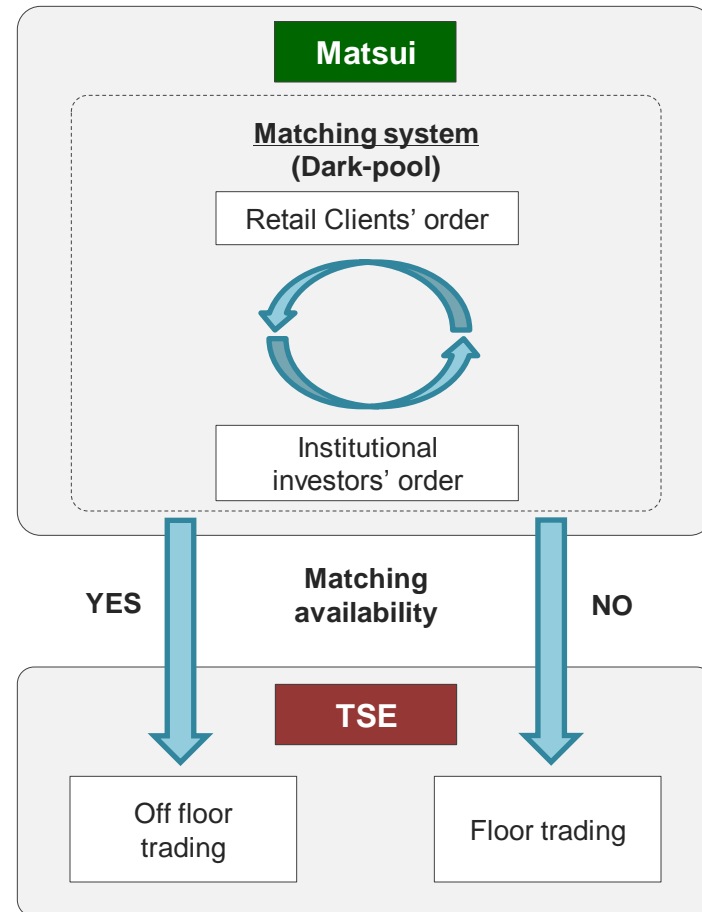 Matsui
Matching system
(Dark-pool)
Retail Clients’ order
Institutional
investors’ order
YES
Matching
availability
NO
TSE
Off floor
trading
Floor trading